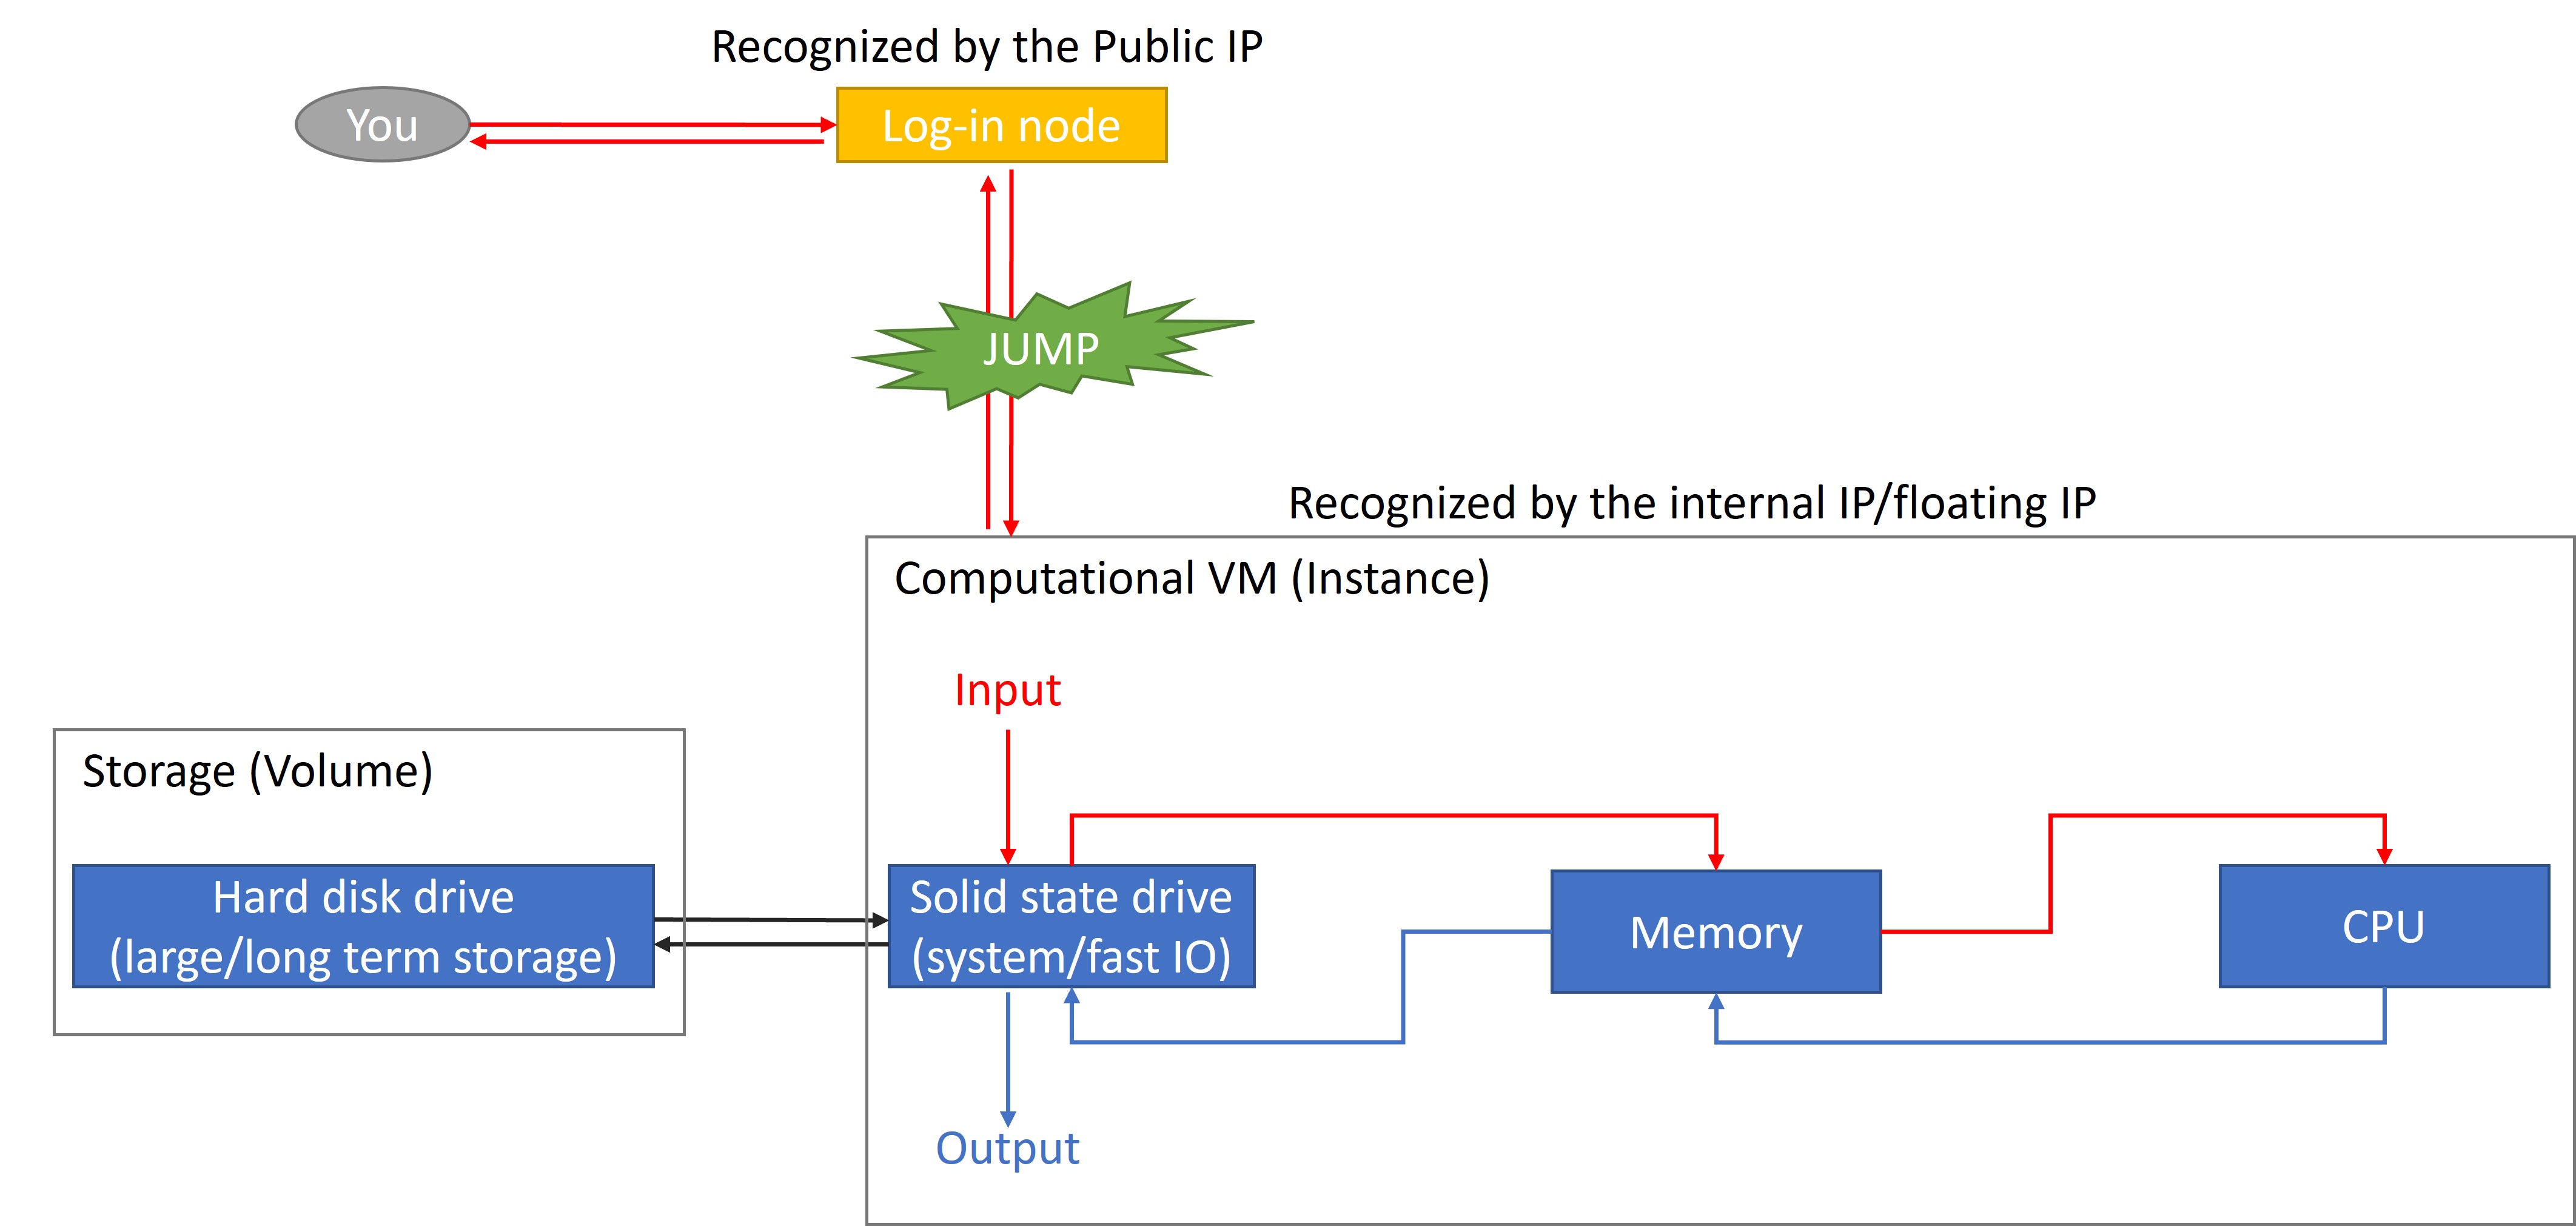 Recognized by the Public IP
You
Log-in node
JUMP
Recognized by the internal IP/floating IP
Computational VM (Instance)
Input
Storage (Volume)
Hard disk drive
(large/long term storage)
Solid state drive
(system/fast IO)
Memory
CPU
Output